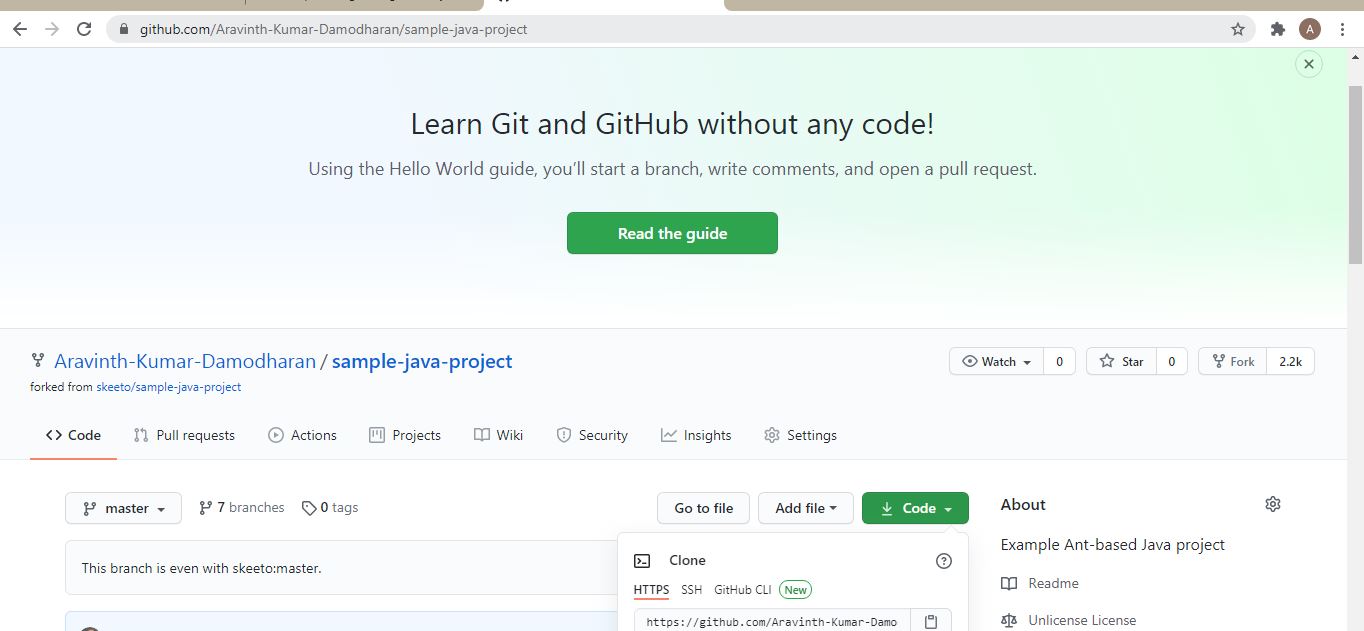 github.com/Aravinth-Kumar-Damodharan/sample-java-project
A
Learn Git and GitHub without any code!
Using the Hello World guide, you’ll start a branch, write comments, and open a pull request.
Read the guide
Aravinth-Kumar-Damodharan / sample-java-project
Watch 0 Star 0 Fork 2.2k
forked from skeeto/sample-java-project
Code Pull requests Actions Projects Wiki Security Insights Settings
master 7 branches 0 tags Go to file Add file Code
About
Example Ant-based Java project
Readme
Unlicense License
This branch is even with skeeto:master.
Clone
HTTPS SSH GitHub CLI New
https://github.com/Aravinth-Kumar-Damo